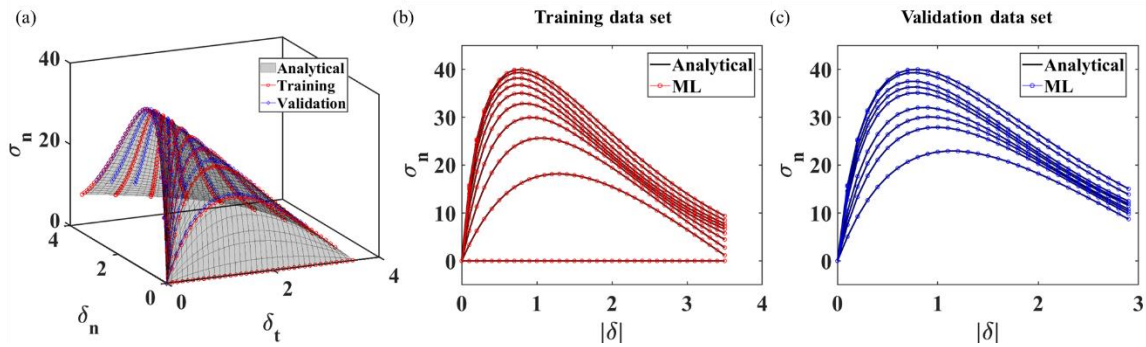 (a)
Analytical
Training
Validation
σn
40
20
0
4
2
0
δn
0
2
4
δt
(b)
Training data set
Analytical
ML
σn
40
30
20
10
0
0
1
2
3
4
|δ|
(c)
Validation data set
Analytical
ML
σn
40
30
20
10
0
0
1
2
3
|δ|